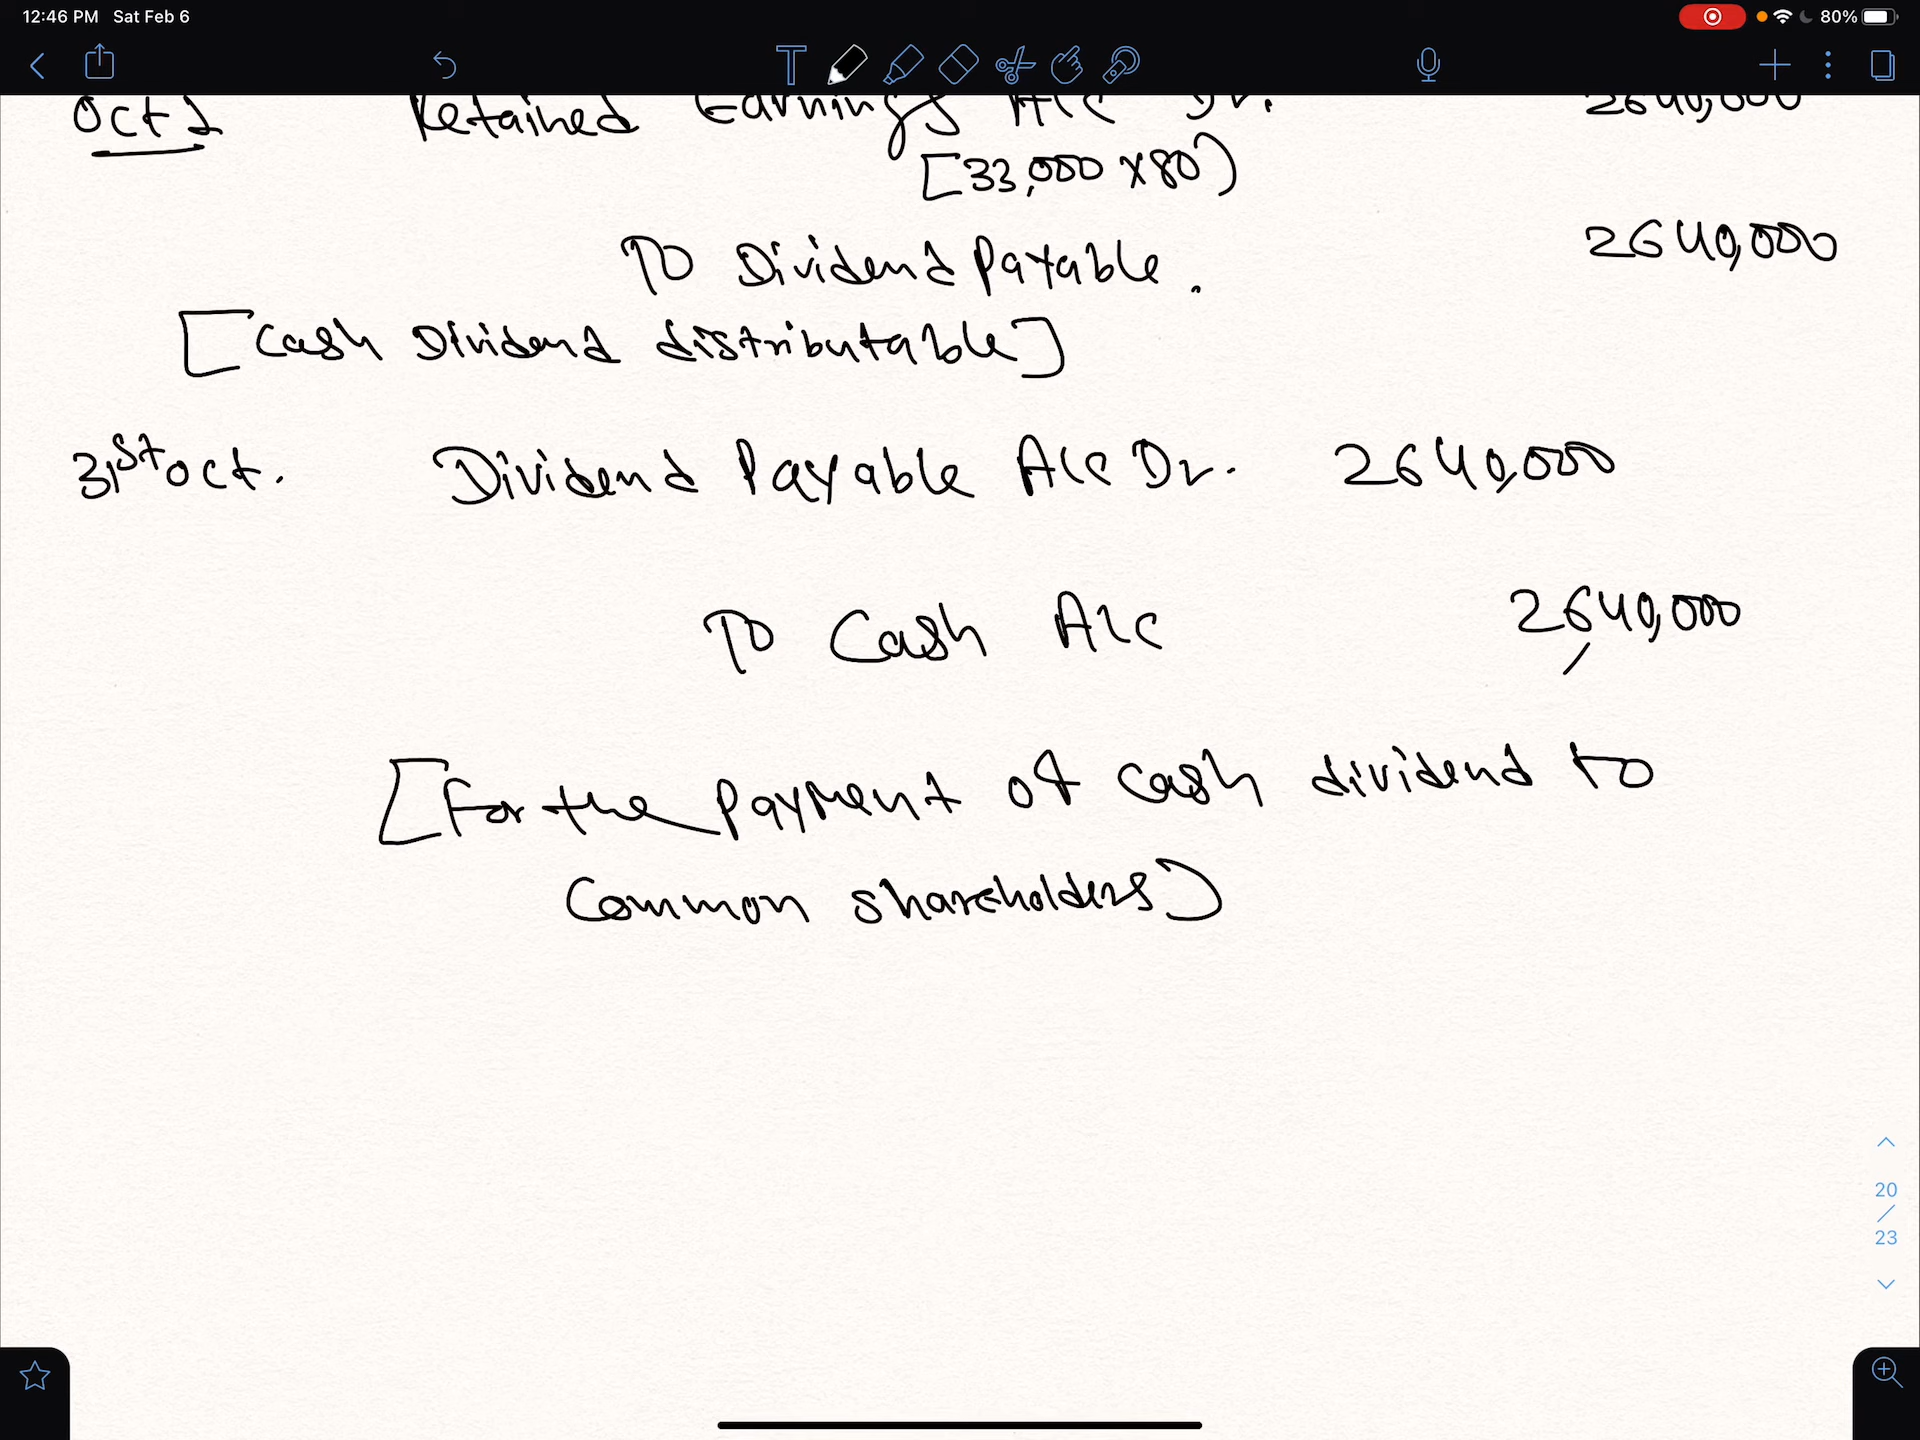 12:46 PM Sat Feb 6
80%
T
Oct 1 Retained Earnings A/c Dr. 2640,000
[33,000 x 80)
To Dividend Payable. 2640,000
[Cash Dividend distributable]
31st oct. Dividend Payable A/c Dr. 2640,000
To Cash A/c 2640,000
[For the Payment of Cash dividend to
Common shareholders)
20
/
23